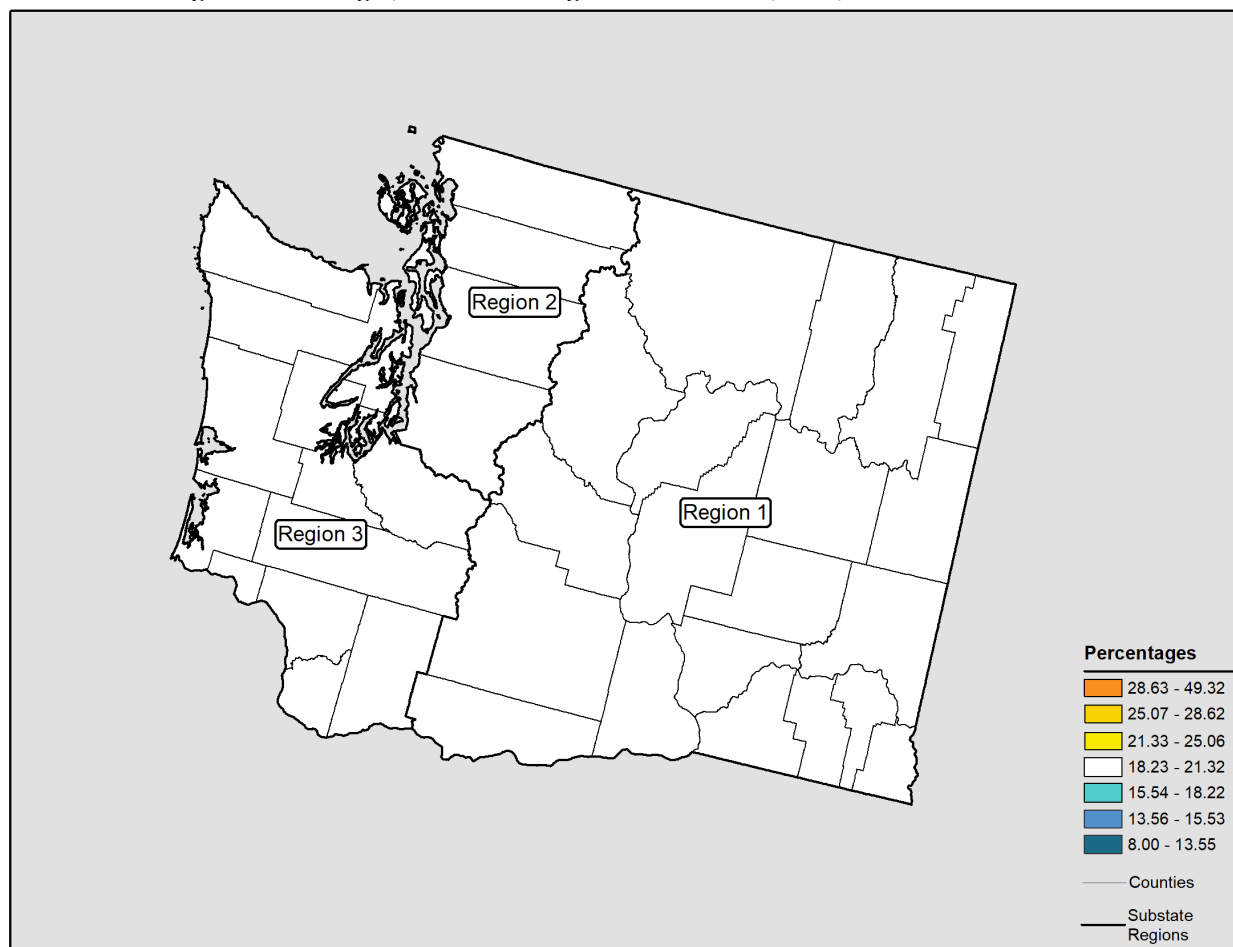 Region 2
Region 1
Region 3
Percentages
28.63 - 49.32
25.07 - 28.62
21.33 - 25.06
18.23 - 21.32
15.54 - 18.22
13.56 - 15.53
8.00 - 13.55
Counties
Substate
Regions